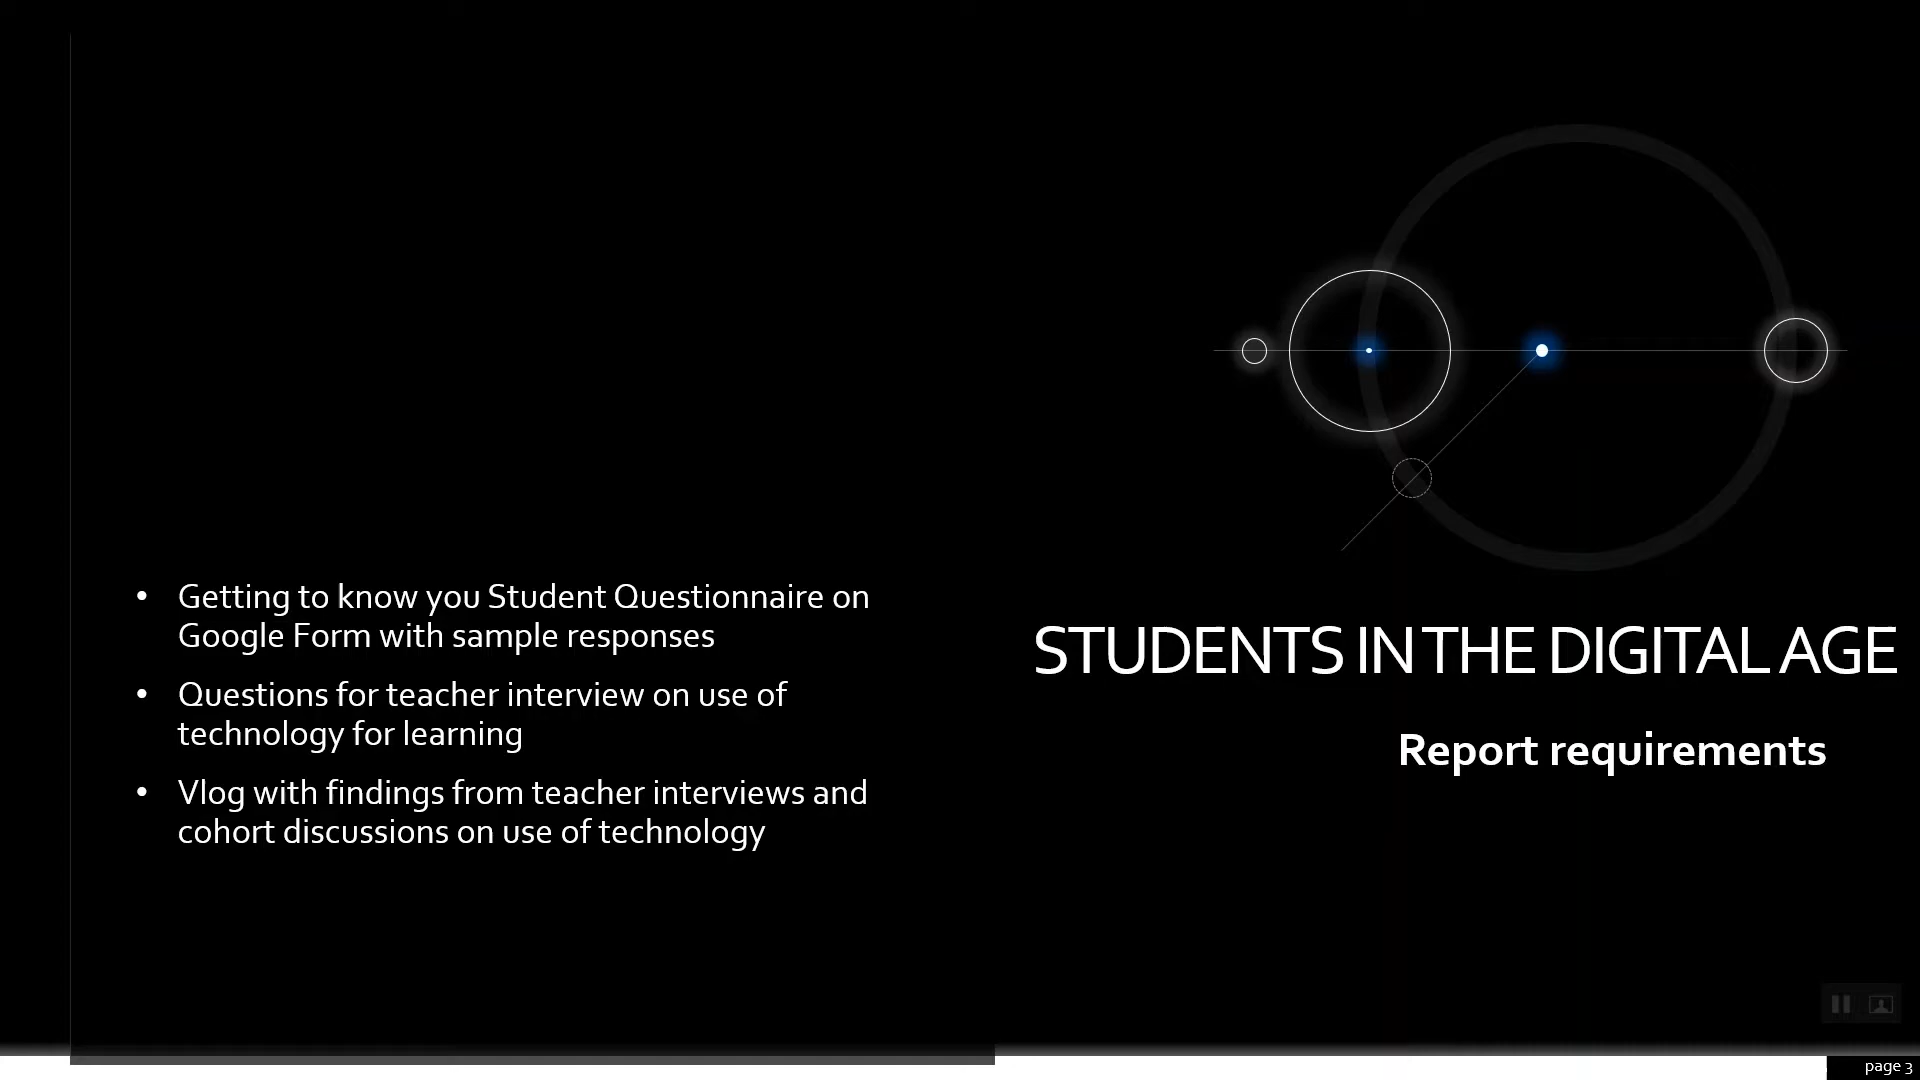 • Getting to know you Student Questionnaire on
Google Form with sample responses
• Questions for teacher interview on use of
technology for learning
• Vlog with findings from teacher interviews and
cohort discussions on use of technology
STUDENTS IN THE DIGITAL AGE
Report requirements
page 3